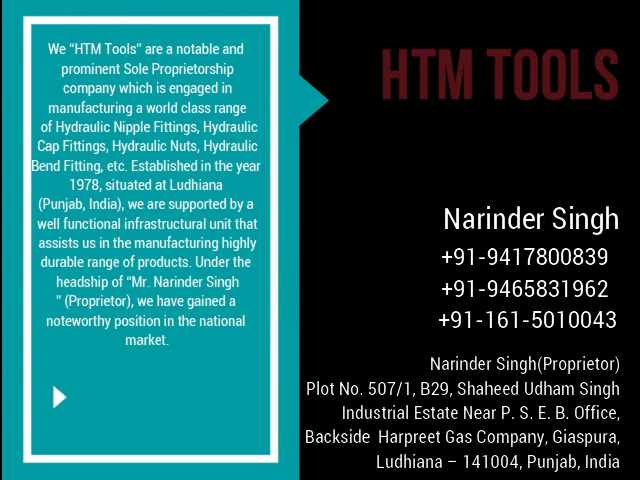 We “HTM Tools” are a notable and
prominent Sole Proprietorship
company which is engaged in
manufacturing a world class range
of Hydraulic Nipple Fittings, Hydraulic
Cap Fittings, Hydraulic Nuts, Hydraulic
Bend Fitting, etc. Established in the year
1978, situated at Ludhiana
(Punjab, India), we are supported by a
well functional infrastructural unit that
assists us in the manufacturing highly
durable range of products. Under the
headship of “Mr. Narinder Singh
” (Proprietor), we have gained a
noteworthy position in the national
market.
HTM TOOLS
Narinder Singh
+91-9417800839
+91-9465831962
+91-161-5010043
Narinder Singh(Proprietor)
Plot No. 507/1, B29, Shaheed Udham Singh
Industrial Estate Near P. S. E. B. Office,
Backside Harpreet Gas Company, Giaspura,
Ludhiana – 141004, Punjab, India